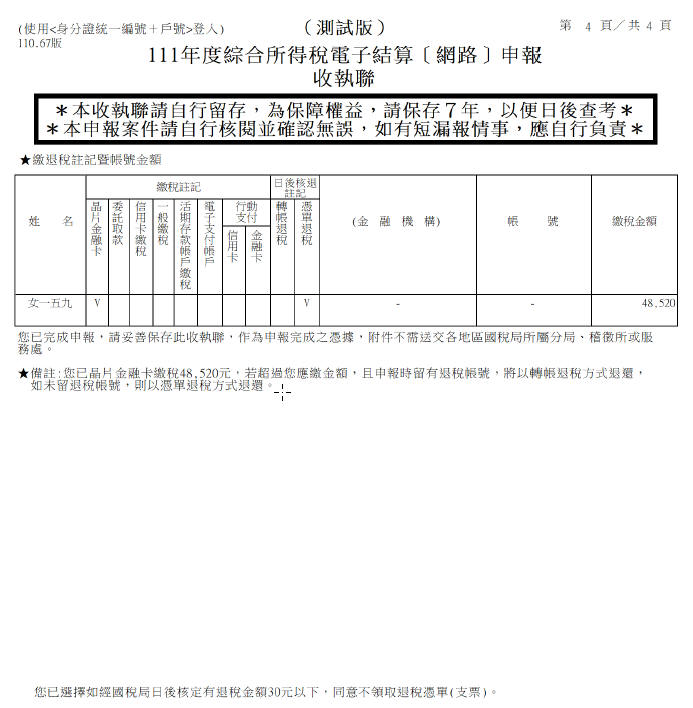 (使用<身分證統一編號＋戶號>登入)
（測試版）
第 4 頁／共 4 頁
110.67版
111年度綜合所得稅電子結算〔網路〕申報
收執聯
＊本收執聯請自行留存，為保障權益，請保存７年，以便日後查考＊
＊本申報案件請自行核閱並確認無誤，如有短漏報情事，應自行負責＊
★繳退稅註記暨帳號金額
姓 名
繳稅註記
日後核退註記
(金 融 機 構)
帳 號
繳稅金額
晶片金融卡
委託取款
信用卡繳稅
一般繳稅
活期存款帳戶繳稅
電子支付帳戶
行動支付
信用卡
金融卡
轉帳退稅
憑單退稅
女一五九 V V - - 48,520
您已完成申報，請妥善保存此收執聯，作為申報完成之憑據，附件不需送交各地區國稅局所屬分局、稽徵所或服
務處。
★備註:您已晶片金融卡繳稅48,520元，若超過您應繳金額，且申報時留有退稅帳號，將以轉帳退稅方式退還，
如未留退稅帳號，則以憑單退稅方式退還。
您已選擇如經國稅局日後核定有退稅金額30元以下，同意不領取退稅憑單(支票)。